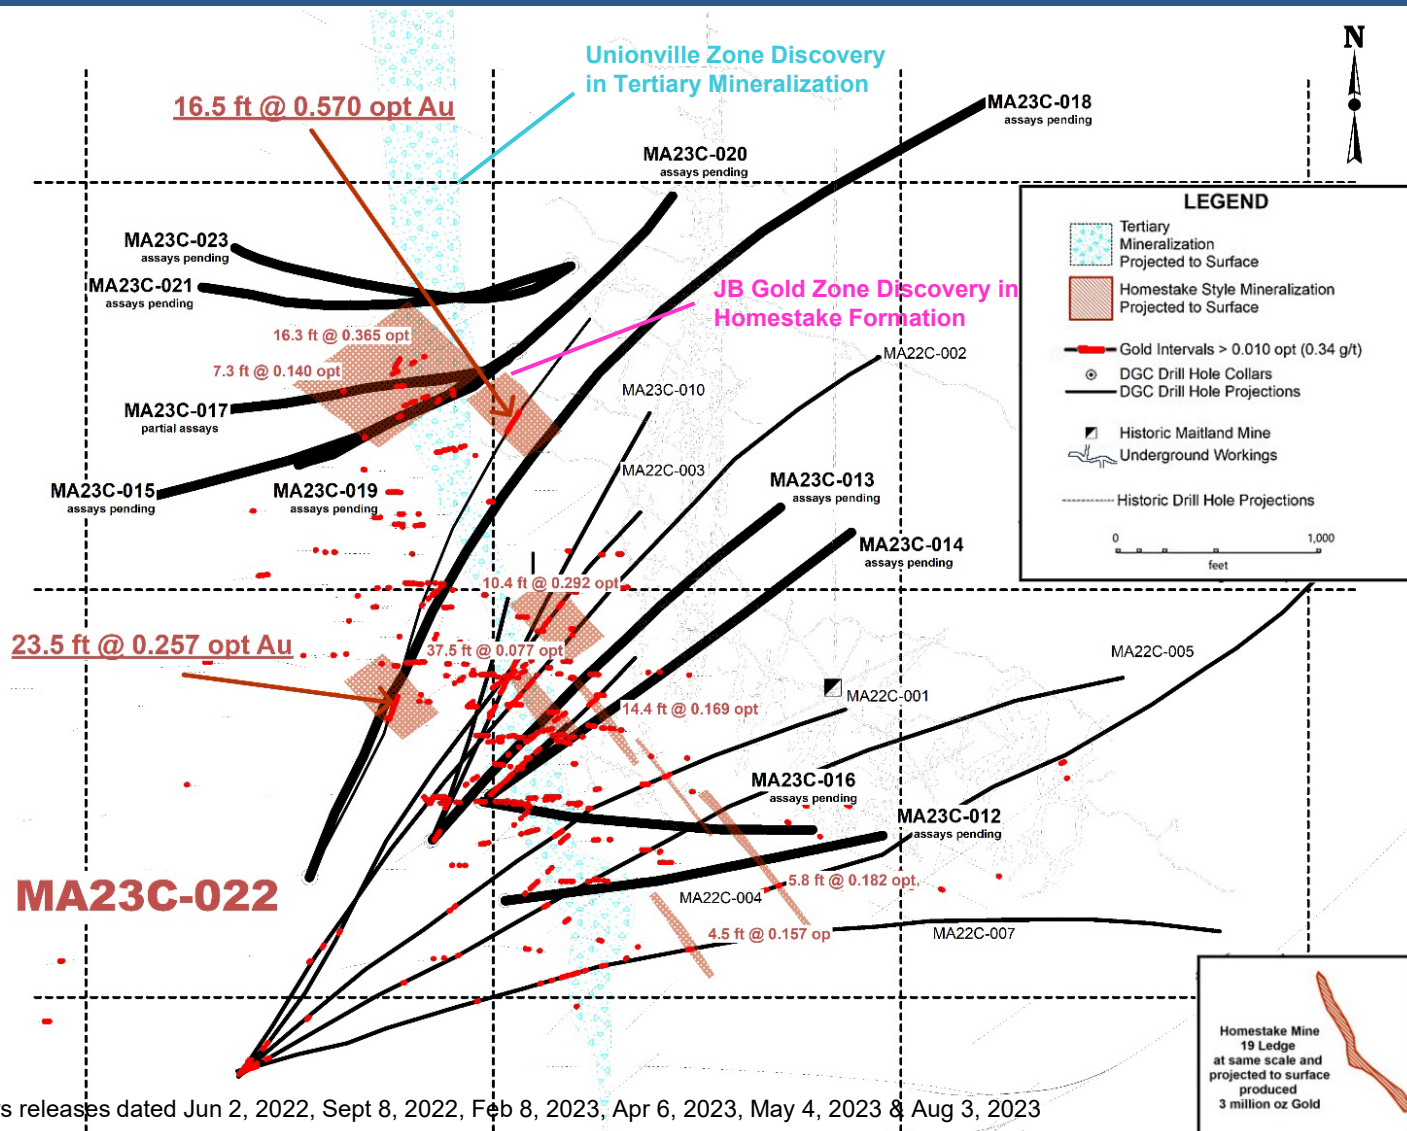 N
Unionville Zone Discovery
in Tertiary Mineralization
16.5 ft @ 0.570 opt Au
MA23C-018
assays pending
MA23C-020
assays pending
LEGEND
Tertiary
Mineralization
Projected to Surface
Homestake Style Mineralization
Projected to Surface
Gold Intervals > 0.010 opt (0.34 g/t)
DGC Drill Hole Collars
DGC Drill Hole Projections
Historic Maitland Mine
Underground Workings
Historic Drill Hole Projections
0 1,000
feet
MA23C-023
assays pending
MA23C-021
assays pending
JB Gold Zone Discovery in
Homestake Formation
16.3 ft @ 0.365 opt
7.3 ft @ 0.140 opt
MA22C-002
MA23C-010
MA23C-017
partial assays
MA22C-003
MA23C-013
assays pending
MA23C-015
assays pending
MA23C-019
assays pending
MA23C-014
assays pending
10.4 ft @ 0.292 opt
23.5 ft @ 0.257 opt Au
37.5 ft @ 0.077 opt
MA22C-005
MA22C-001
14.4 ft @ 0.169 opt
MA23C-016
assays pending
MA23C-012
assays pending
MA23C-022
5.8 ft @ 0.182 opt.
MA22C-004
4.5 ft @ 0.157 op
MA22C-007
Homestake Mine
19 Ledge
at same scale and
projected to surface
produced
3 million oz Gold
s releases dated Jun 2, 2022, Sept 8, 2022, Feb 8, 2023, Apr 6, 2023, May 4, 2023 & Aug 3, 2023